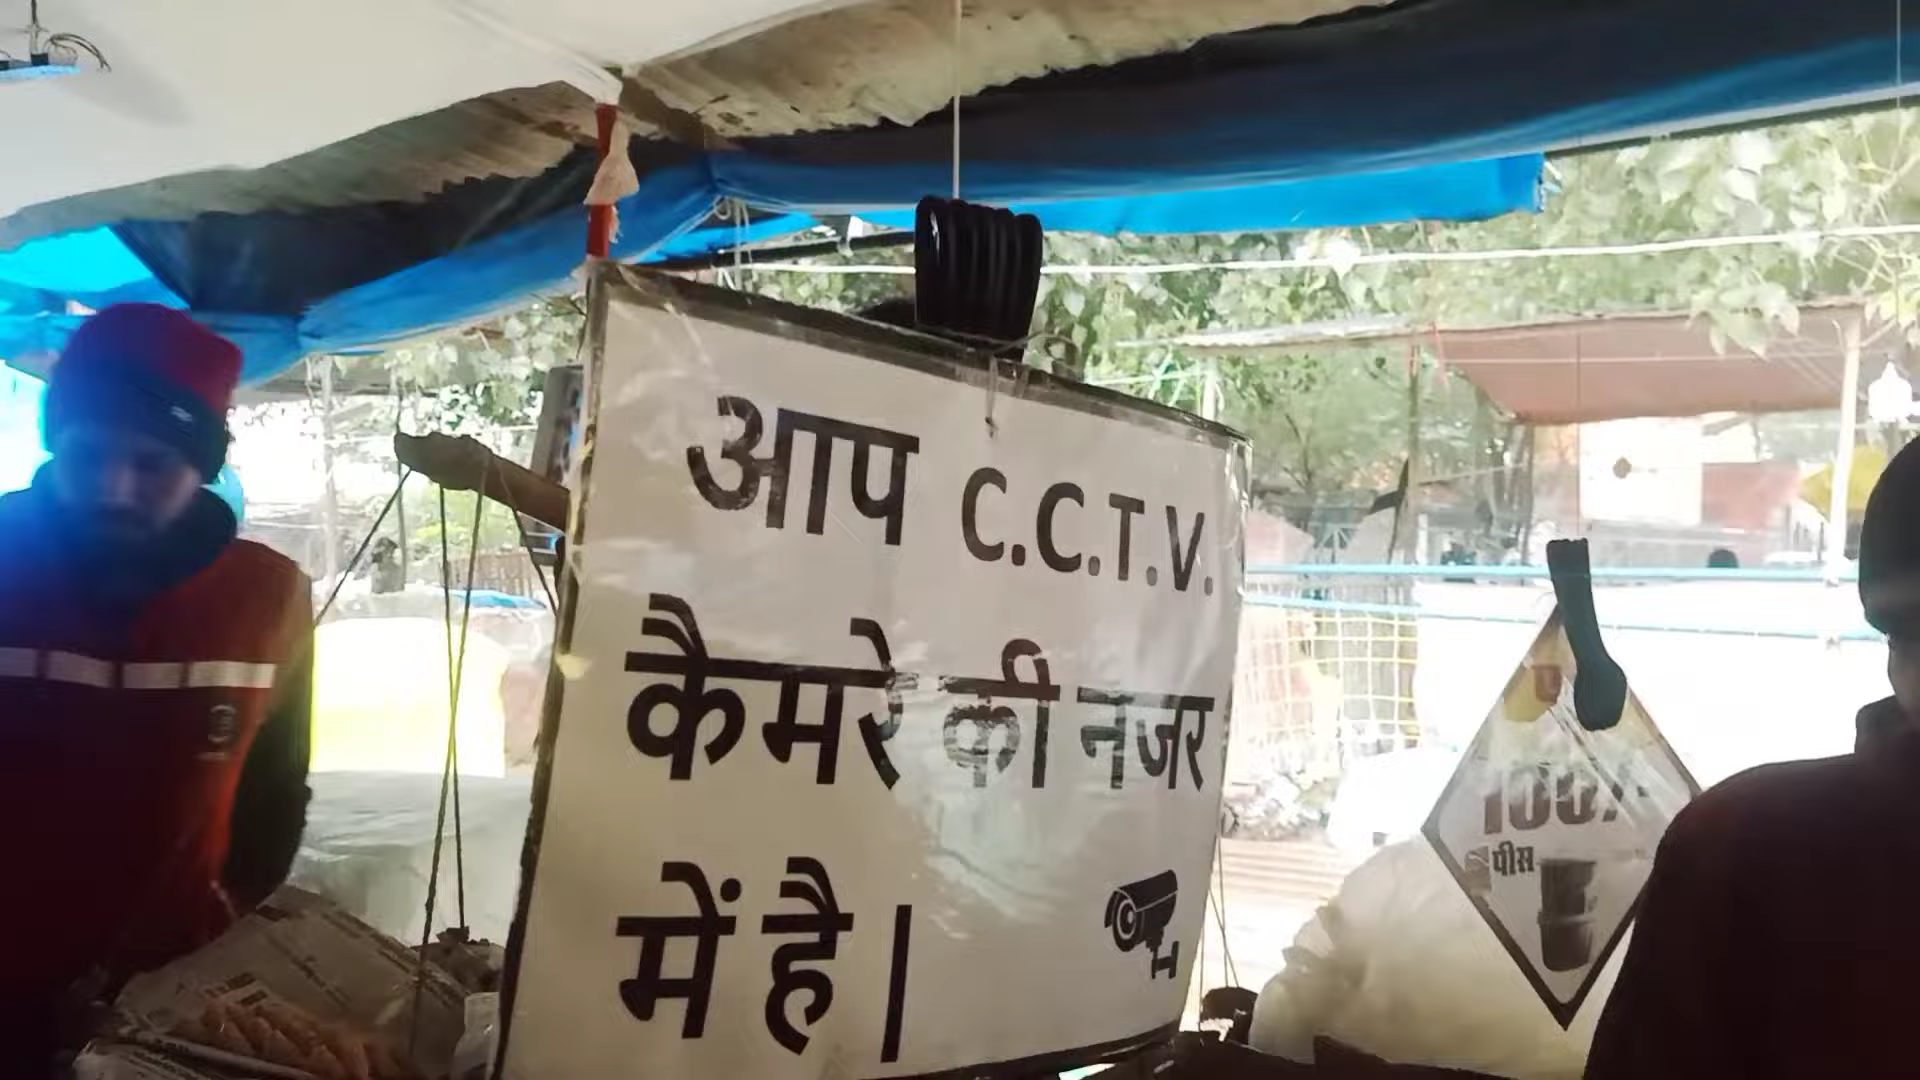 आप C.C.T.V.
कैमरे की नजर
में है।
100/-
पीस